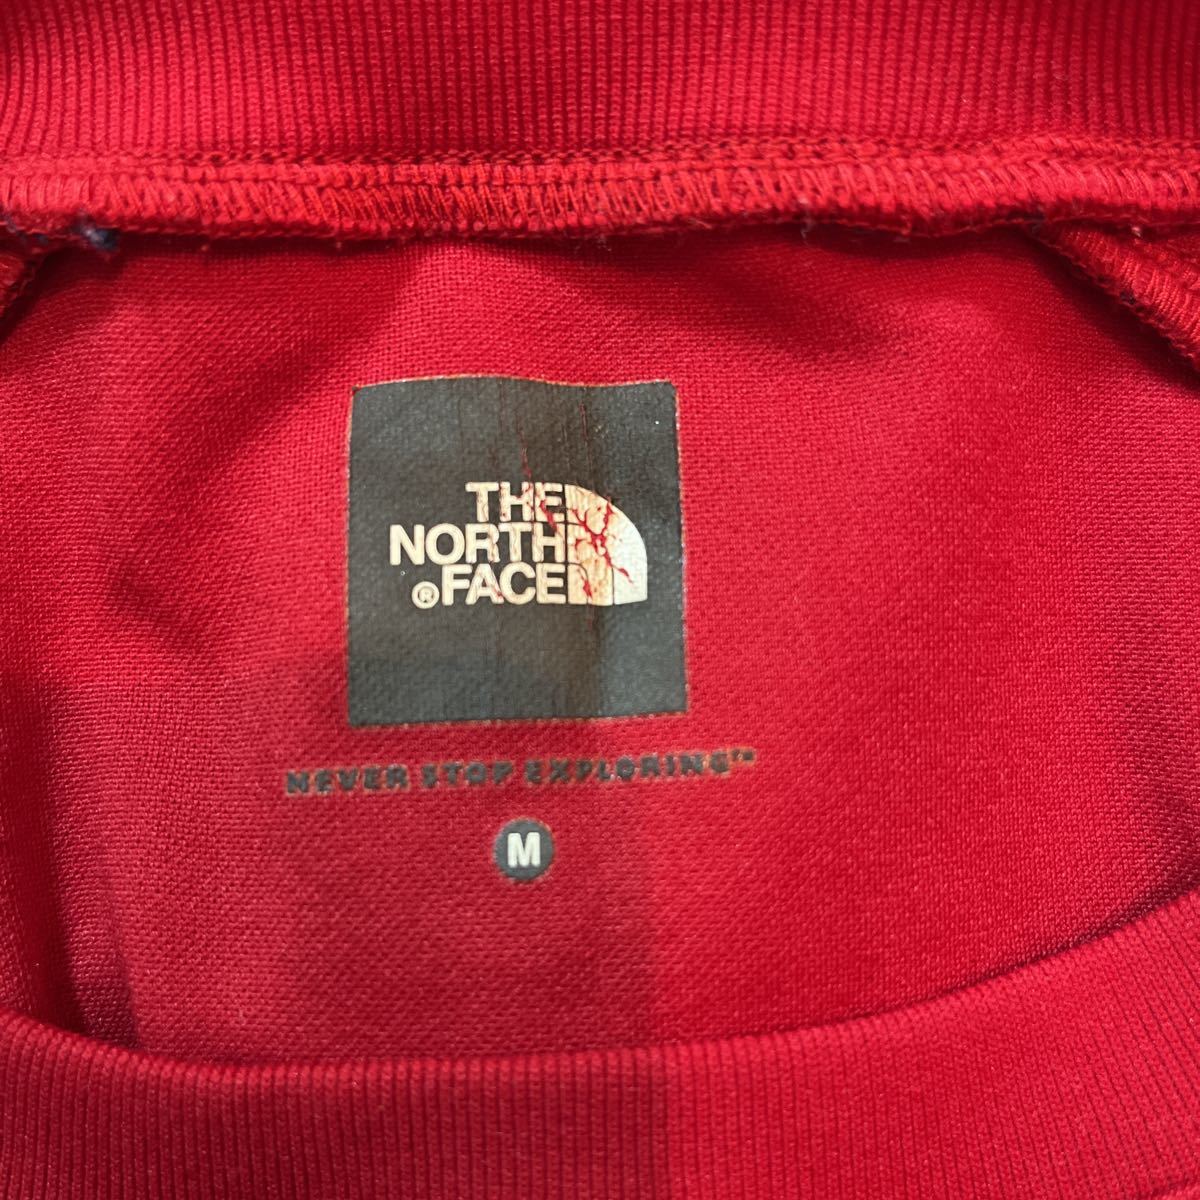 THE
NORTH
®FACE
NEVER STOP EXPLORING™
M